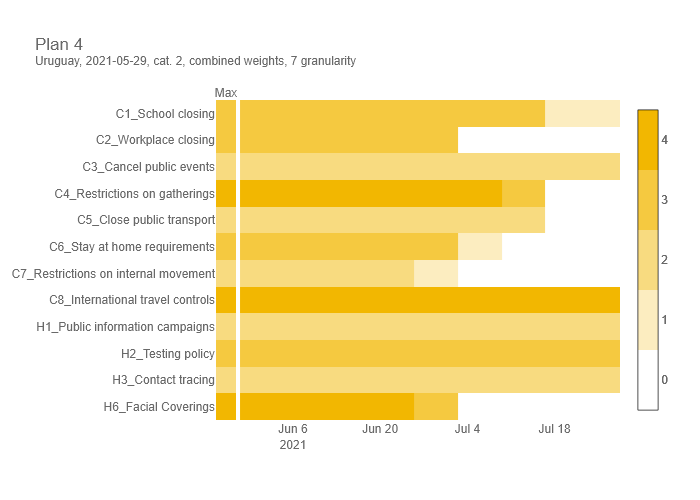 Plan 4
Uruguay, 2021-05-29, cat. 2, combined weights, 7 granularity
Max
C1_School closing
C2_Workplace closing
C3_Cancel public events
C4_Restrictions on gatherings
C5_Close public transport
C6_Stay at home requirements
C7_Restrictions on internal movement
C8_International travel controls
H1_Public information campaigns
H2_Testing policy
H3_Contact tracing
H6_Facial Coverings
Jun 6 Jun 20 Jul 4 Jul 18
2021
4
3
2
1
0